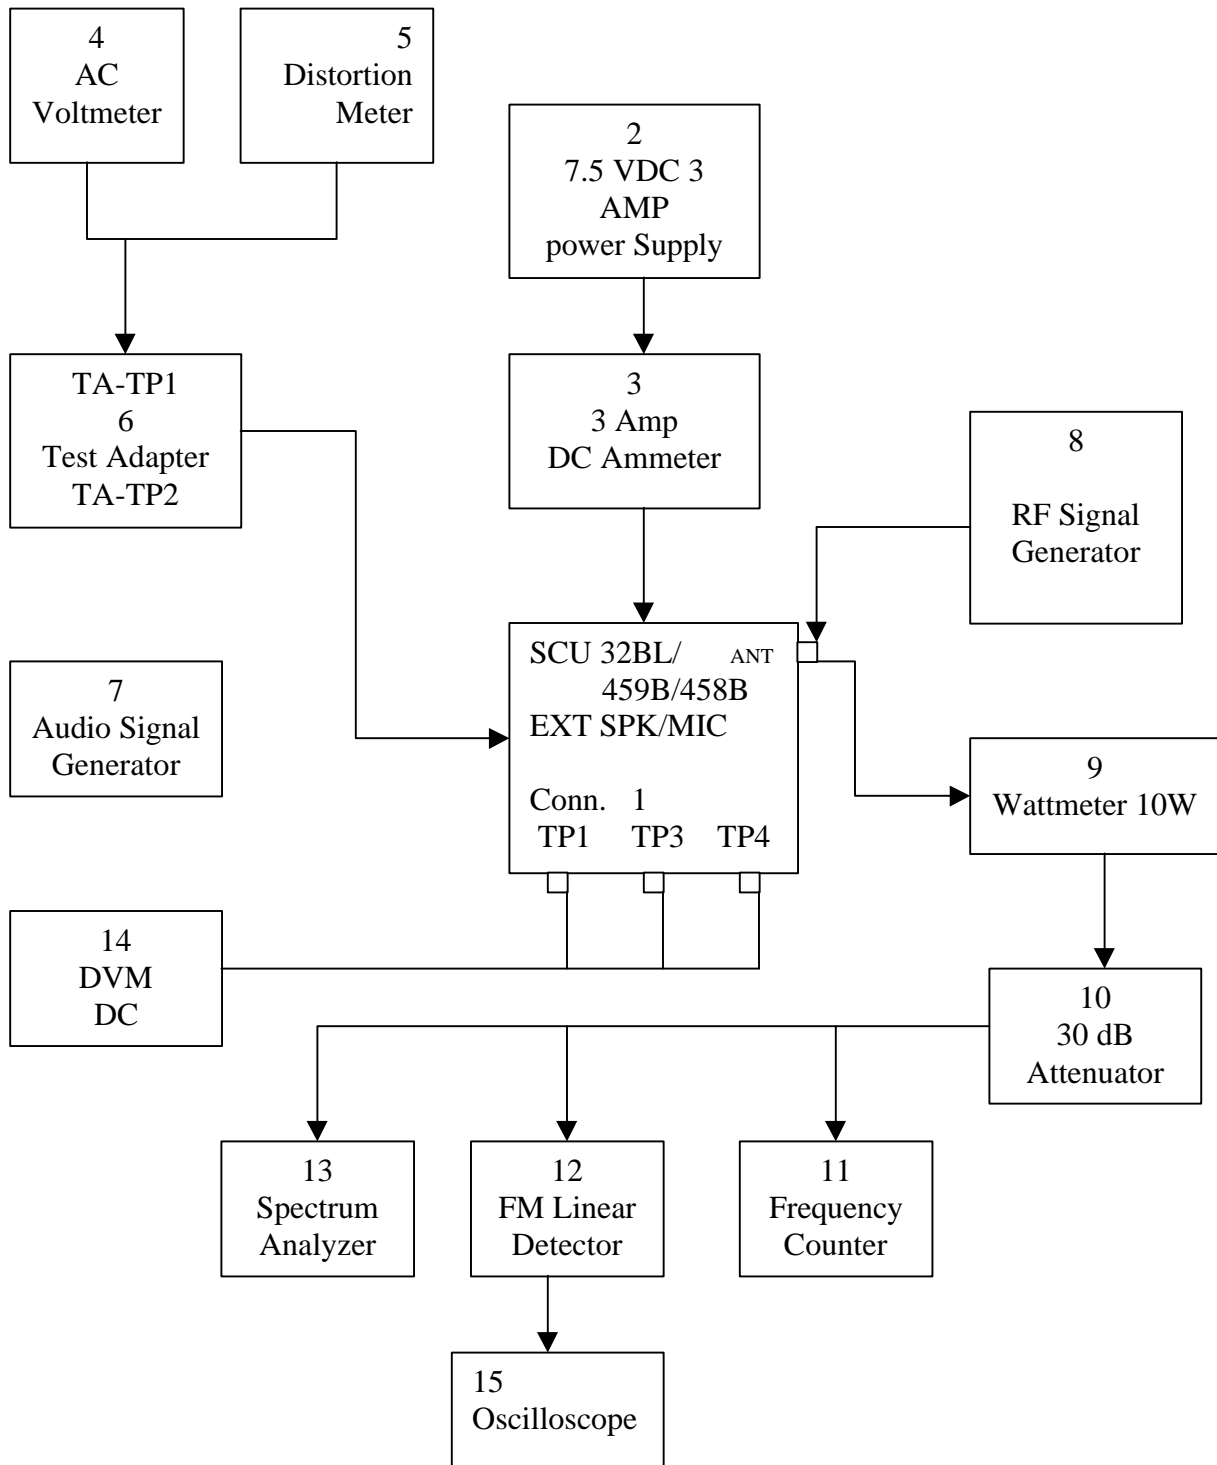 4
AC
Voltmeter
5
Distortion
Meter
2
7.5 VDC 3
AMP
power Supply
TA-TP1
6
Test Adapter
TA-TP2
3
3 Amp
DC Ammeter
8
RF Signal
Generator
7
Audio Signal
Generator
SCU 32BL/ ANT
459B/458B
EXT SPK/MIC
Conn. 1
TP1 TP3 TP4
9
Wattmeter 10W
14
DVM
DC
10
30 dB
Attenuator
13
Spectrum
Analyzer
12
FM Linear
Detector
11
Frequency
Counter
15
Oscilloscope